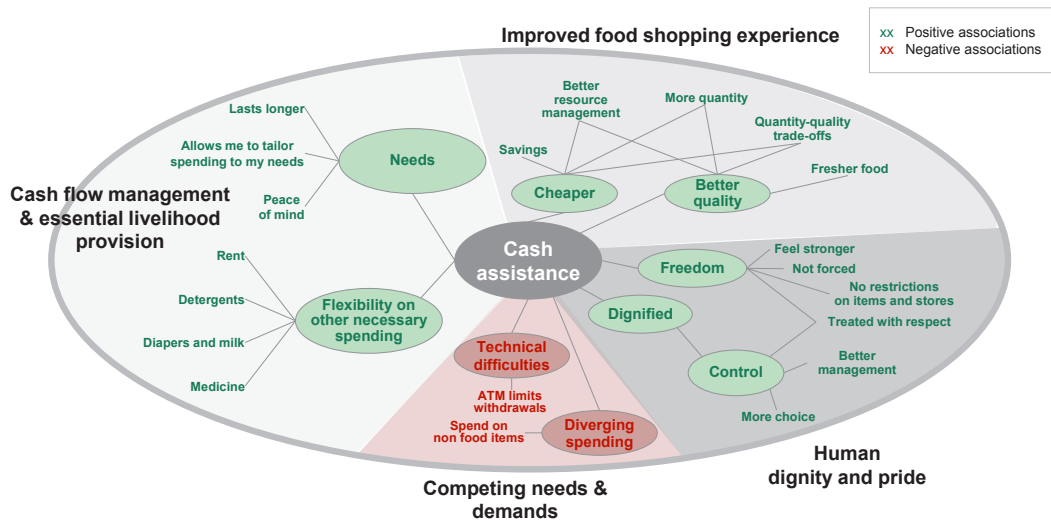 Improved food shopping experience
xx Positive associations
xx Negative associations
Lasts longer
Allows me to tailor
spending to my needs
Peace
of mind
Needs
Better
resource
management
More quantity
Quantity-quality
trade-offs
Savings
Fresher food
Cheaper
Better
quality
Cash flow management
& essential livelihood
provision
Cash
assistance
Rent
Detergents
Diapers and milk
Medicine
Flexibility on
other necessary
spending
Freedom
Feel stronger
Not forced
No restrictions
on items and stores
Treated with respect
Dignified
Control
Better
management
More choice
Technical
difficulties
ATM limits
withdrawals
Spend on
non food items
Diverging
spending
Human
dignity and pride
Competing needs &
demands